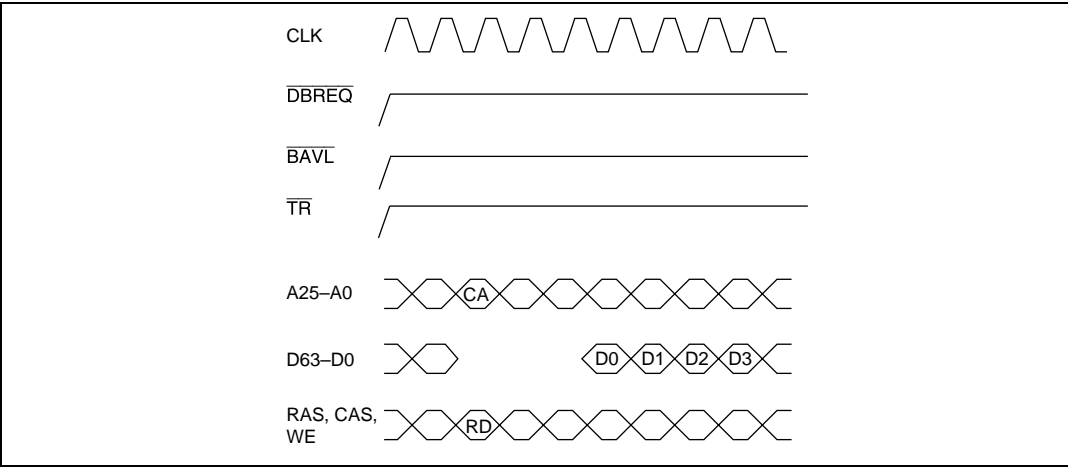 CLK
DBREQ
BAVL
TR
A25–A0
CA
D63–D0
D0 D1 D2 D3
RAS, CAS,
WE
RD